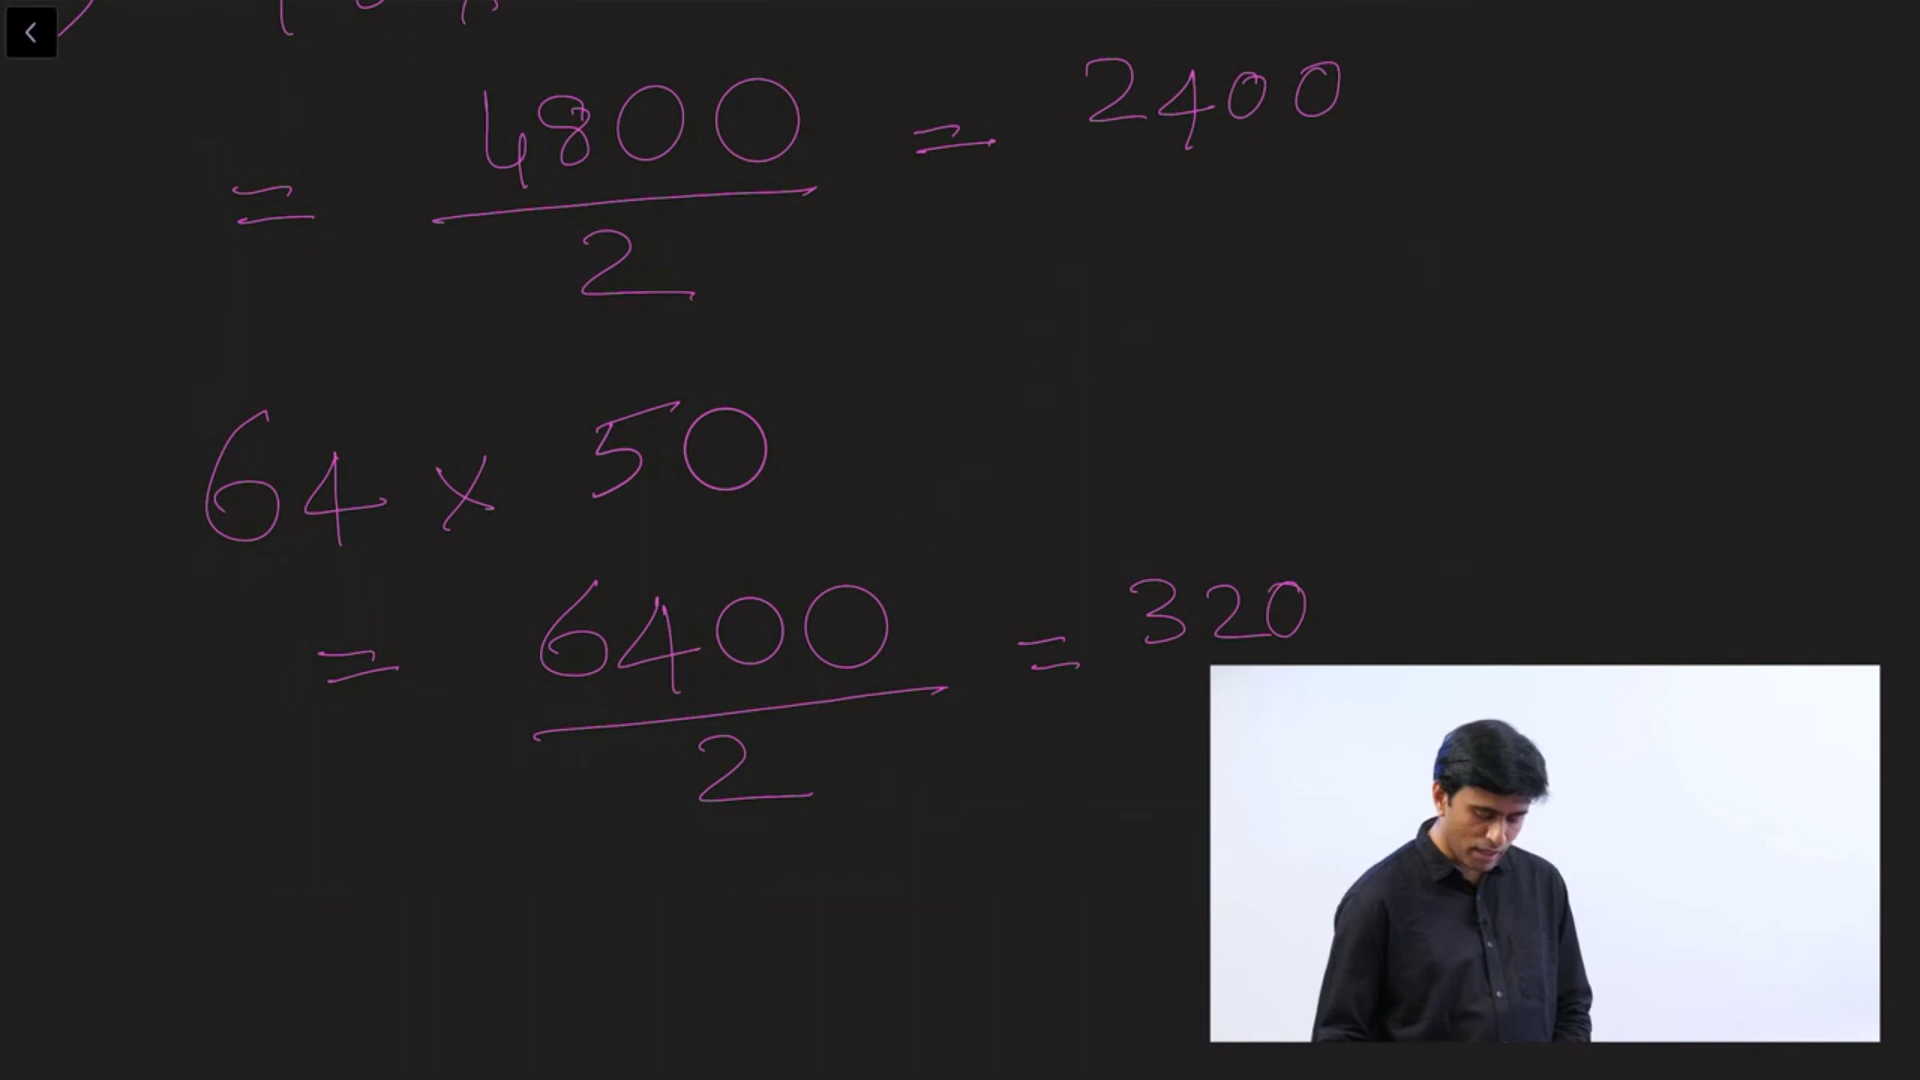 4800 = 2400
=
2
64 × 50
= 6400 = 320
2